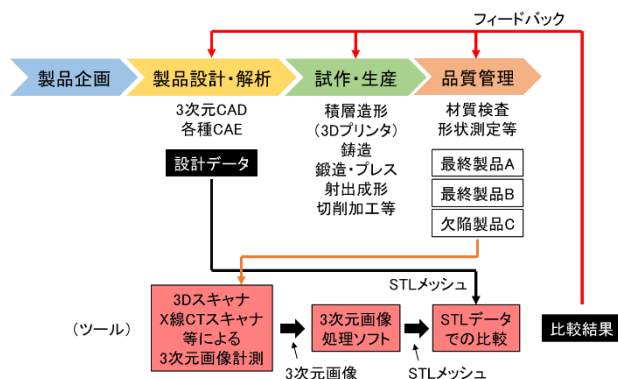 フィードバック
製品企画
製品設計・解析
試作・生産
品質管理
3次元CAD
各種CAE
設計データ
積層造形
(3Dプリンタ)
鋳造
鍛造・プレス
射出成形
切削加工等
材質検査
形状測定等
最終製品A
最終製品B
欠陥製品C
STLメッシュ
(ツール)
3Dスキャナ
X線CTスキャナ
等による
3次元画像計測
3次元画像
3次元画像
処理ソフト
STLメッシュ
STLデータ
での比較
比較結果